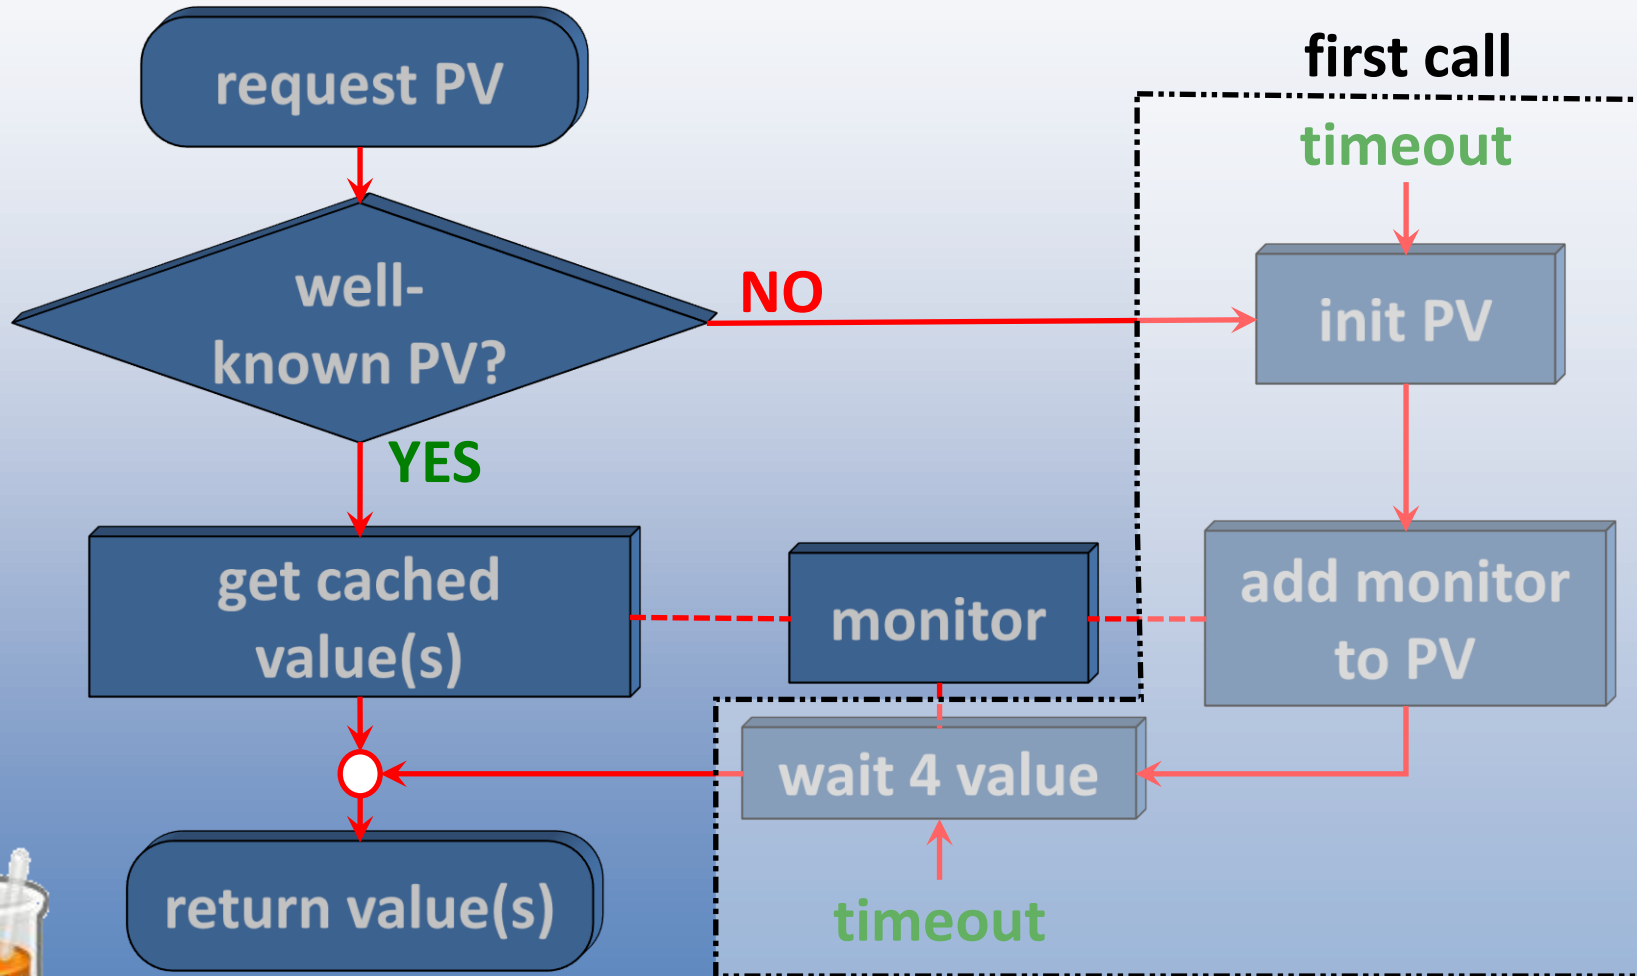 request PV
first call
timeout
well-
known PV?
NO
init PV
YES
get cached
value(s)
monitor
add monitor
to PV
wait 4 value
return value(s)
timeout